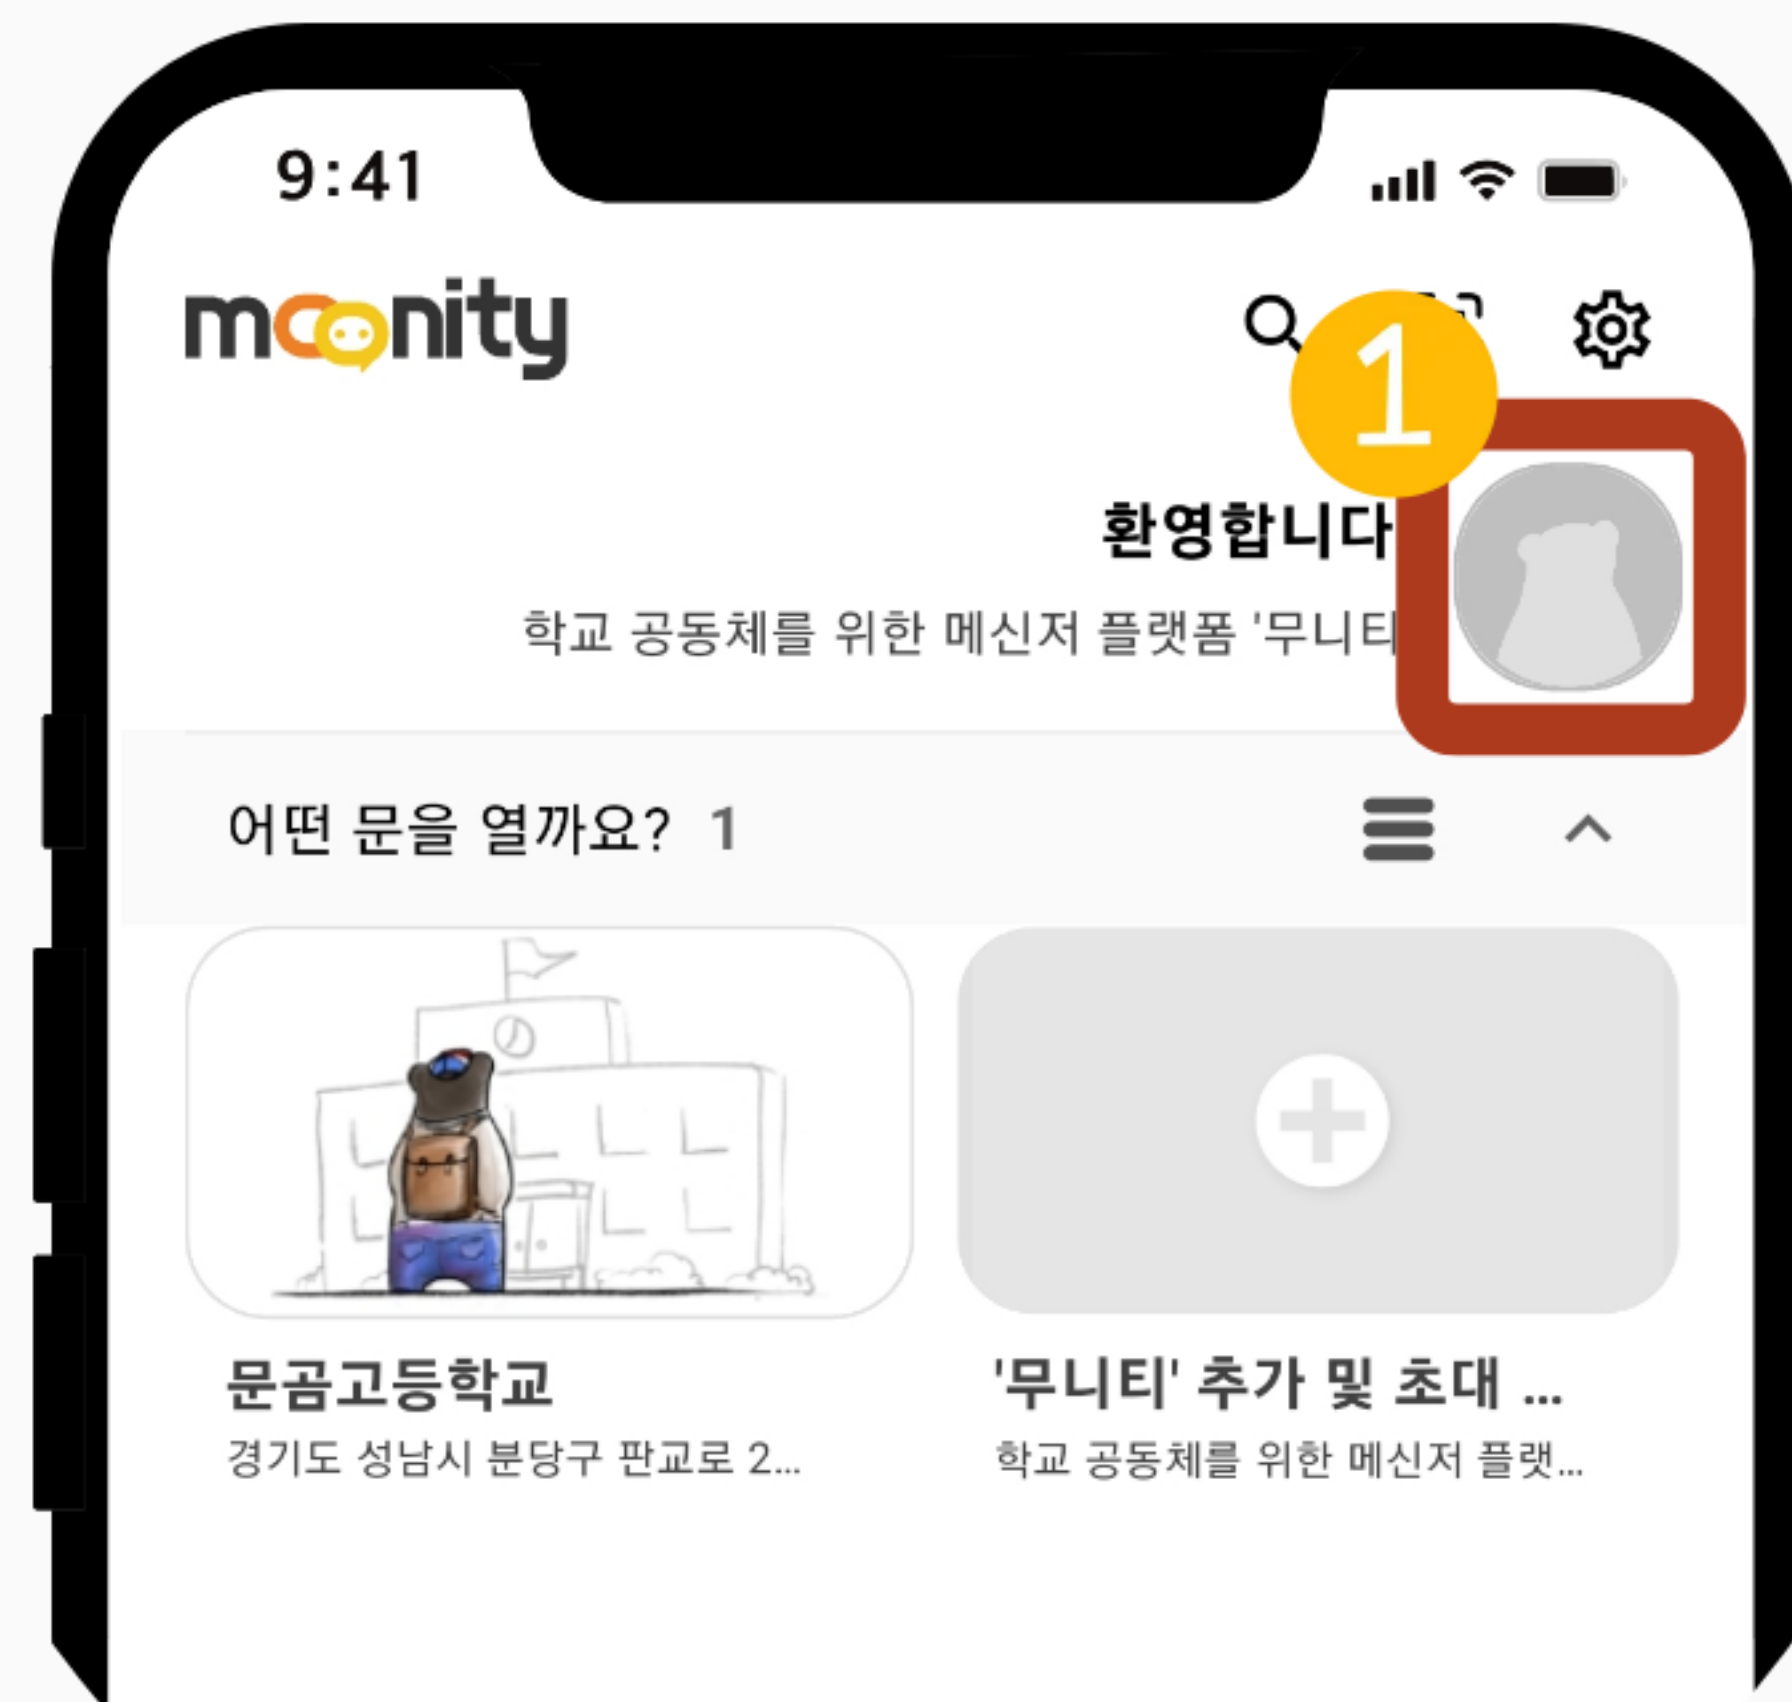 9:41
moonity
1
환영합니다
학교 공동체를 위한 메신저 플랫폼 '무니티
어떤 문을 열까요? 1
문곰고등학교
경기도 성남시 분당구 판교로 2...
'무니티' 추가 및 초대 ...
학교 공동체를 위한 메신저 플랫...